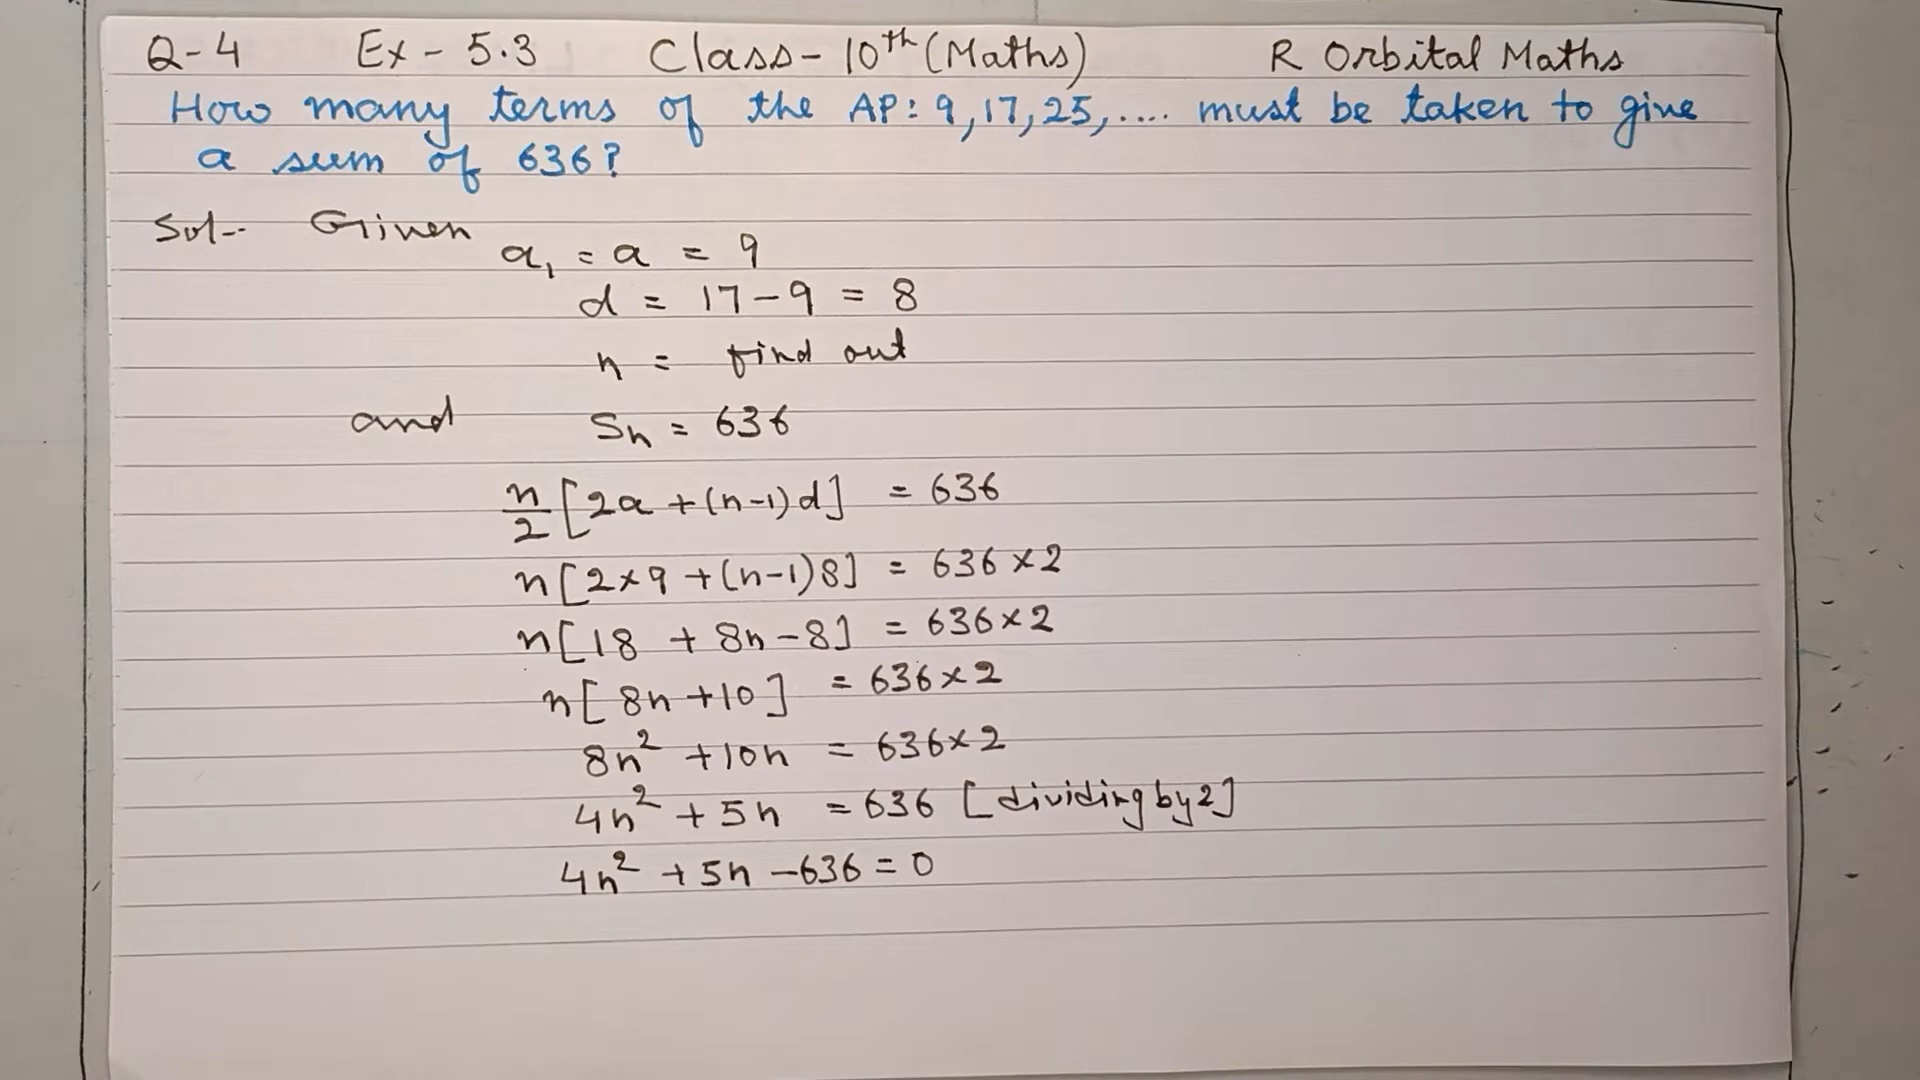 Q-4 Ex - 5.3 Class - 10th (Maths) R Orbital Maths
How many terms of the AP: 9, 17, 25, .... must be taken to give
a sum of 636?
Sol-- Given
a₁ = a = 9
d = 17 - 9 = 8
n = find out
and Sn = 636
n/2 [2a + (n-1)d] = 636
n[2×9 + (n-1)8] = 636×2
n[18 + 8n - 8] = 636×2
n[8n + 10] = 636×2
8n² + 10n = 636×2
4n² + 5n = 636 [dividing by 2]
4n² + 5n - 636 = 0